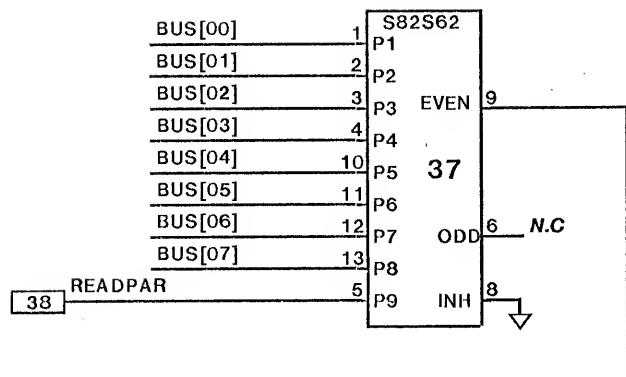 S82S62
BUS[00] 1 P1
BUS[01] 2 P2
BUS[02] 3 P3 EVEN 9
BUS[03] 4 P4
BUS[04] 10 P5 37
BUS[05] 11 P6
BUS[06] 12 P7 ODD 6 N.C
BUS[07] 13 P8
38 READPAR 5 P9 INH 8